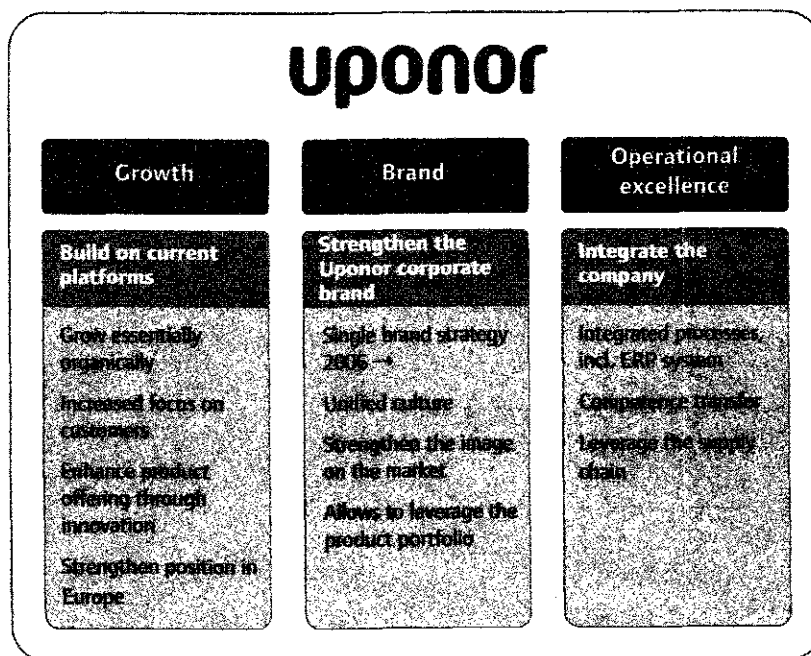 uponor
Growth
Build on current
platforms
Grow essentially
organically
Increased focus on
customers
Enhance product
offering through
innovation
Strengthen position in
Europe
Brand
Strengthen the
Uponor corporate
brand
Single brand strategy
2006 →
Unified culture
Strengthen the image
on the market
Allows to leverage the
product portfolio
Operational
excellence
Integrate the
company
Integrated processes,
incl. ERP system
Competence transfer
Leverage the supply
chain